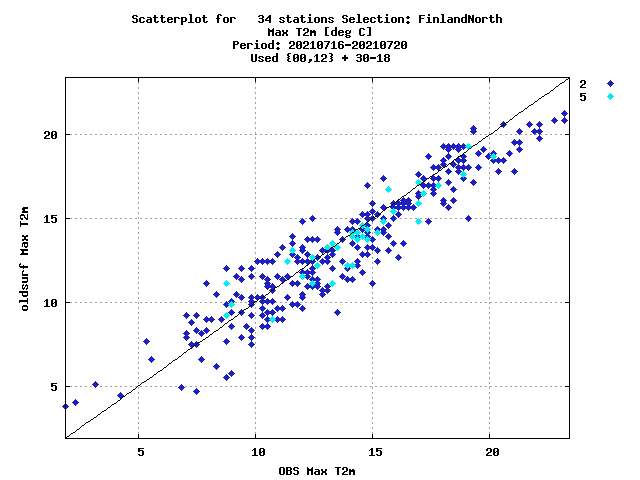 Scatterplot for   34 stations Selection: FinlandNorth
Max T2m [deg C]
Period: 20210716-20210720
Used {00,12} + 30-18
2
5
20
15
10
5
oldsurf Max T2m
5 10 15 20
OBS Max T2m